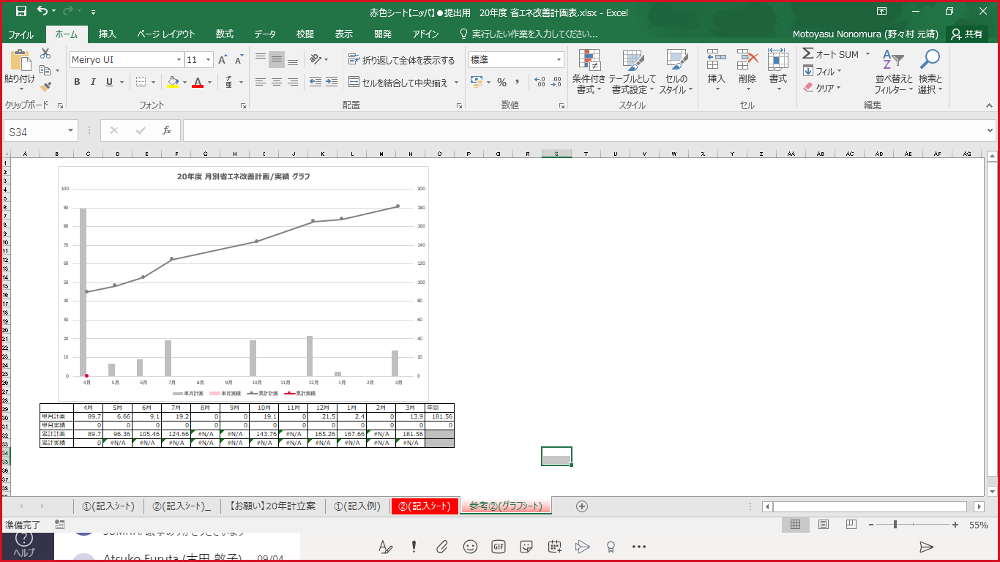 赤色シート【ニッパ】●提出用　20年度 省エネ改善計画表.xlsx - Excel
ファイル ホーム 挿入 ページ レイアウト 数式 データ 校閲 表示 開発 アドイン 実行したい作業を入力してください... Motoyasu Nonomura (野々村 元靖) 共有
貼り付け Meiryo UI 11 折り返して全体を表示する 標準 条件付き書式 テーブルとして書式設定 セルのスタイル 挿入 削除 書式 Σ オート SUM フィル クリア 並べ替えとフィルター 検索と選択
B I U A セルを結合して中央揃え % ,
クリップボード フォント 配置 数値 スタイル セル 編集
S34 fx
A B C D E F G H I J K L M N O P Q R S T U V W X Y Z AA AB AC AD AE AF AG
20年度 月別省エネ改善計画/実績 グラフ
100 200
90 180
80 160
70 140
60 120
50 100
40 80
30 60
20 40
10 20
0 0
4月 5月 6月 7月 8月 9月 10月 11月 12月 1月 2月 3月
単月計画 単月実績 累計計画 累計実績
4月 5月 6月 7月 8月 9月 10月 11月 12月 1月 2月 3月 年間
単月計画 89.7 6.66 9.1 19.2 0 0 19.1 0 21.5 2.4 0 13.9 181.56
単月実績 0 0 0 0 0 0 0 0 0 0 0 0 0
累計計画 89.7 96.36 105.46 124.66 #N/A #N/A 143.76 #N/A 165.26 167.66 #N/A 181.56
累計実績 0 #N/A #N/A #N/A #N/A #N/A #N/A #N/A #N/A #N/A #N/A #N/A
①(記入シート) ②(記入シート)_ 【お願い】20年計立案 ①(記入例) ②(記入シート) 参考②(グラフシート)
準備完了 55%
ヘルプ
Atsuko Furuta (古田 敦子) 09/04
GIF